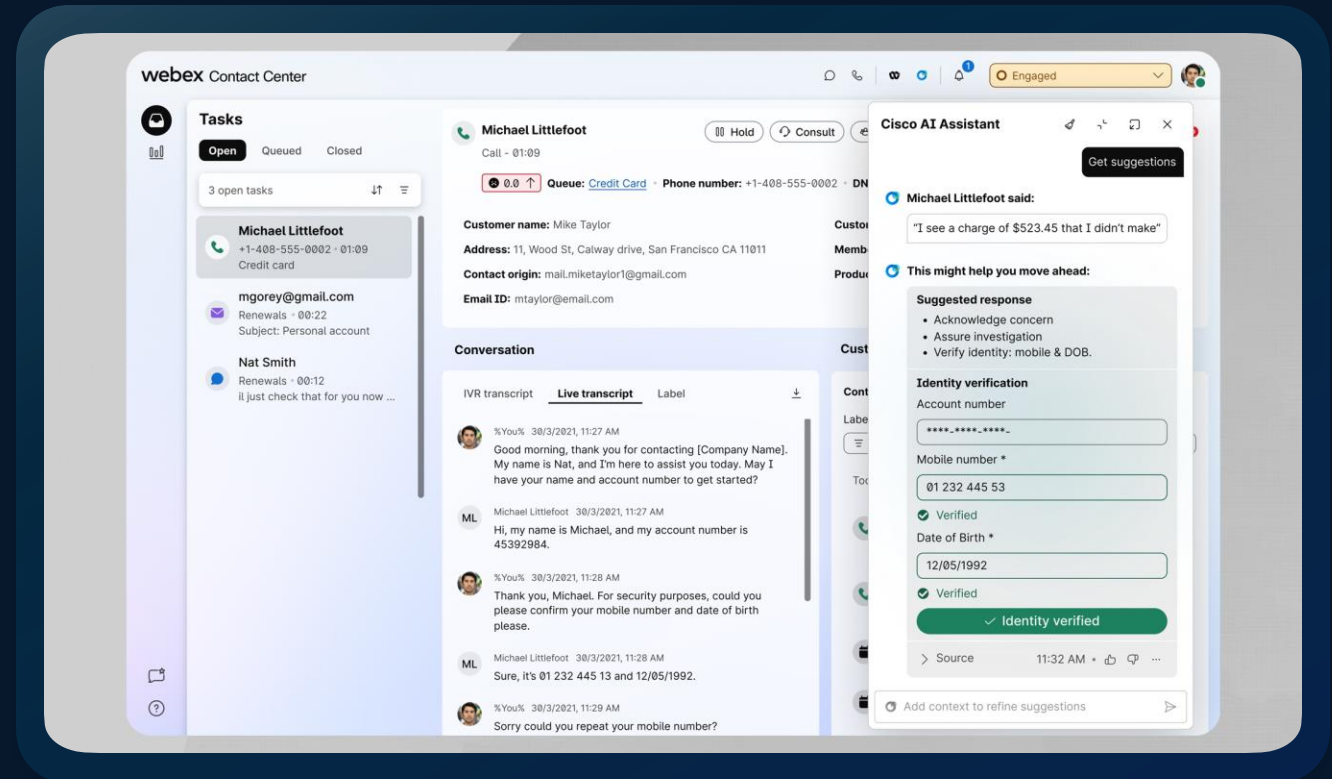 webex Contact Center
1
Engaged
Tasks
Open Queued Closed
3 open tasks
Michael Littlefoot
+1-408-555-0002 · 01:09
Credit card
mgorey@gmail.com
Renewals · 00:22
Subject: Personal account
Nat Smith
Renewals · 00:12
il just check that for you now ...
Michael Littlefoot
Call - 01:09
Hold Consult
0.0 Queue: Credit Card · Phone number: +1-408-555-0002 · DN
Customer name: Mike Taylor
Address: 11, Wood St, Calway drive, San Francisco CA 11011
Contact origin: mail.miketaylor1@gmail.com
Email ID: mtaylor@email.com
Custo
Memb
Produ
Conversation
IVR transcript Live transcript Label
%You% 30/3/2021, 11:27 AM
Good morning, thank you for contacting [Company Name].
My name is Nat, and I'm here to assist you today. May I
have your name and account number to get started?
ML
Michael Littlefoot 30/3/2021, 11:27 AM
Hi, my name is Michael, and my account number is
45392984.
%You% 30/3/2021, 11:28 AM
Thank you, Michael. For security purposes, could you
please confirm your mobile number and date of birth
please.
ML
Michael Littlefoot 30/3/2021, 11:28 AM
Sure, it's 01 232 445 13 and 12/05/1992.
%You% 30/3/2021, 11:29 AM
Sorry could you repeat your mobile number?
Cust
Cont
Labe
Toc
Cisco AI Assistant
Get suggestions
Michael Littlefoot said:
"I see a charge of $523.45 that I didn't make"
This might help you move ahead:
Suggested response
• Acknowledge concern
• Assure investigation
• Verify identity: mobile & DOB.
Identity verification
Account number
****-****-****-
Mobile number *
01 232 445 53
Verified
Date of Birth *
12/05/1992
Verified
Identity verified
Source 11:32 AM •
Add context to refine suggestions